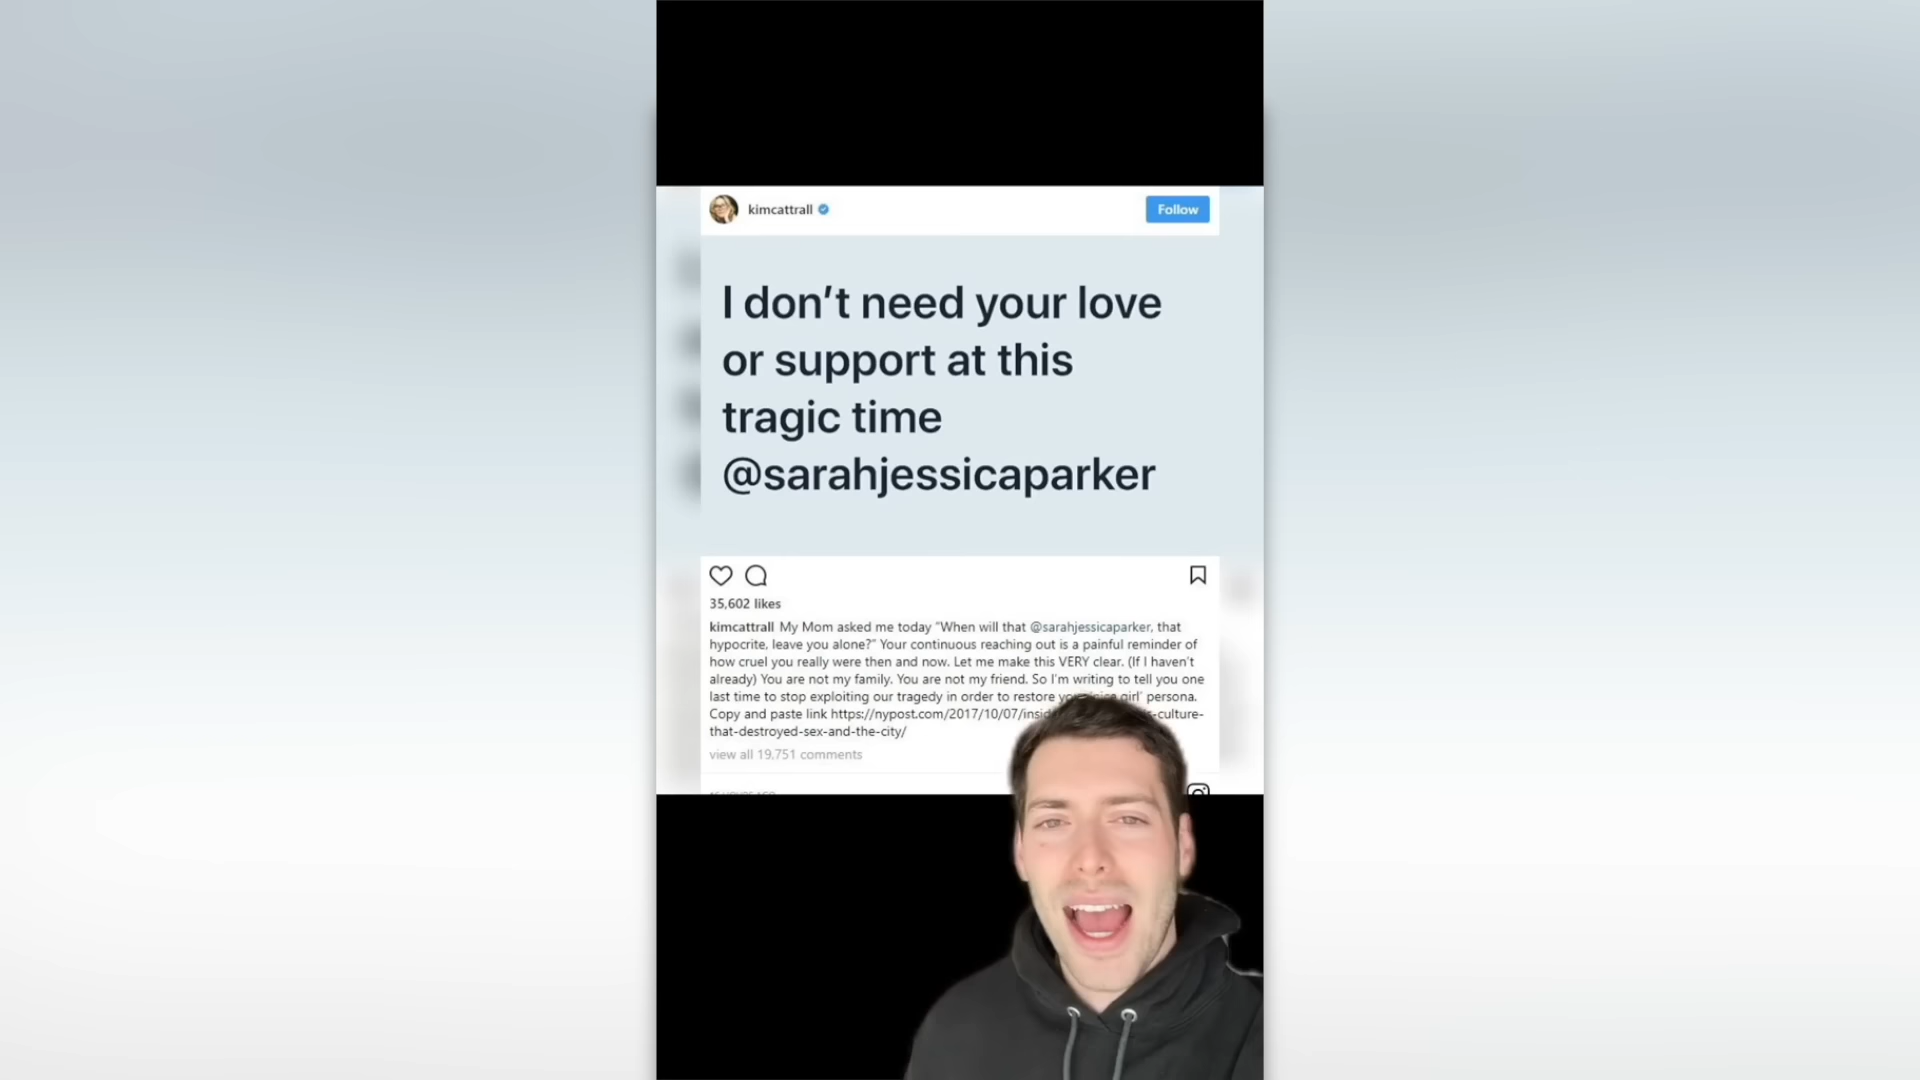 kimcattrall
Follow
I don’t need your love
or support at this
tragic time
@sarahjessicaparker
35,602 likes
kimcattrall My Mom asked me today “When will that @sarahjessicaparker, that
hypocrite, leave you alone?” Your continuous reaching out is a painful reminder of
how cruel you really were then and now. Let me make this VERY clear. (If I haven’t
already) You are not my family. You are not my friend. So I’m writing to tell you one
last time to stop exploiting our tragedy in order to restore girl’ persona.
Copy and paste link https://nypost.com/2017/10/07/insid -culture-
that-destroyed-sex-and-the-city/
view all 19,751 comments